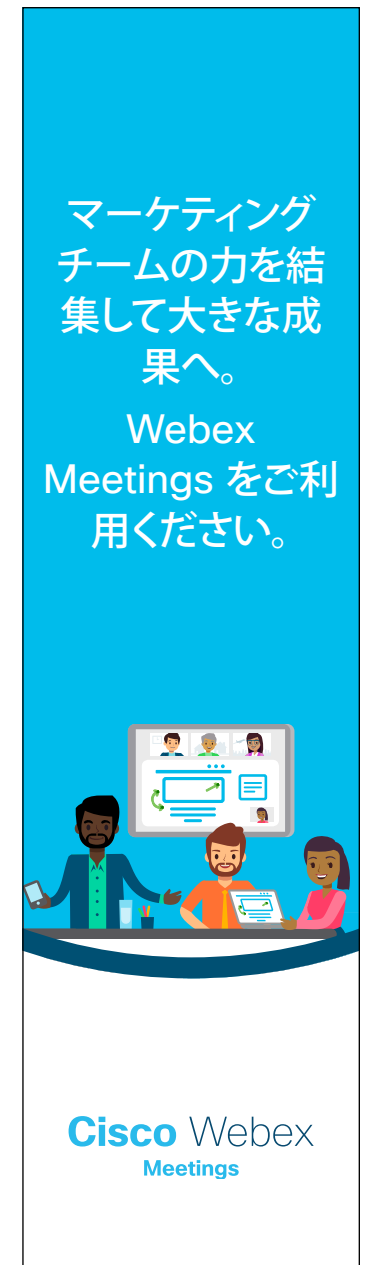 マーケティング
チームの力を結
集して大きな成
果へ。
Webex
Meetings をご利
用ください。
Cisco Webex
Meetings